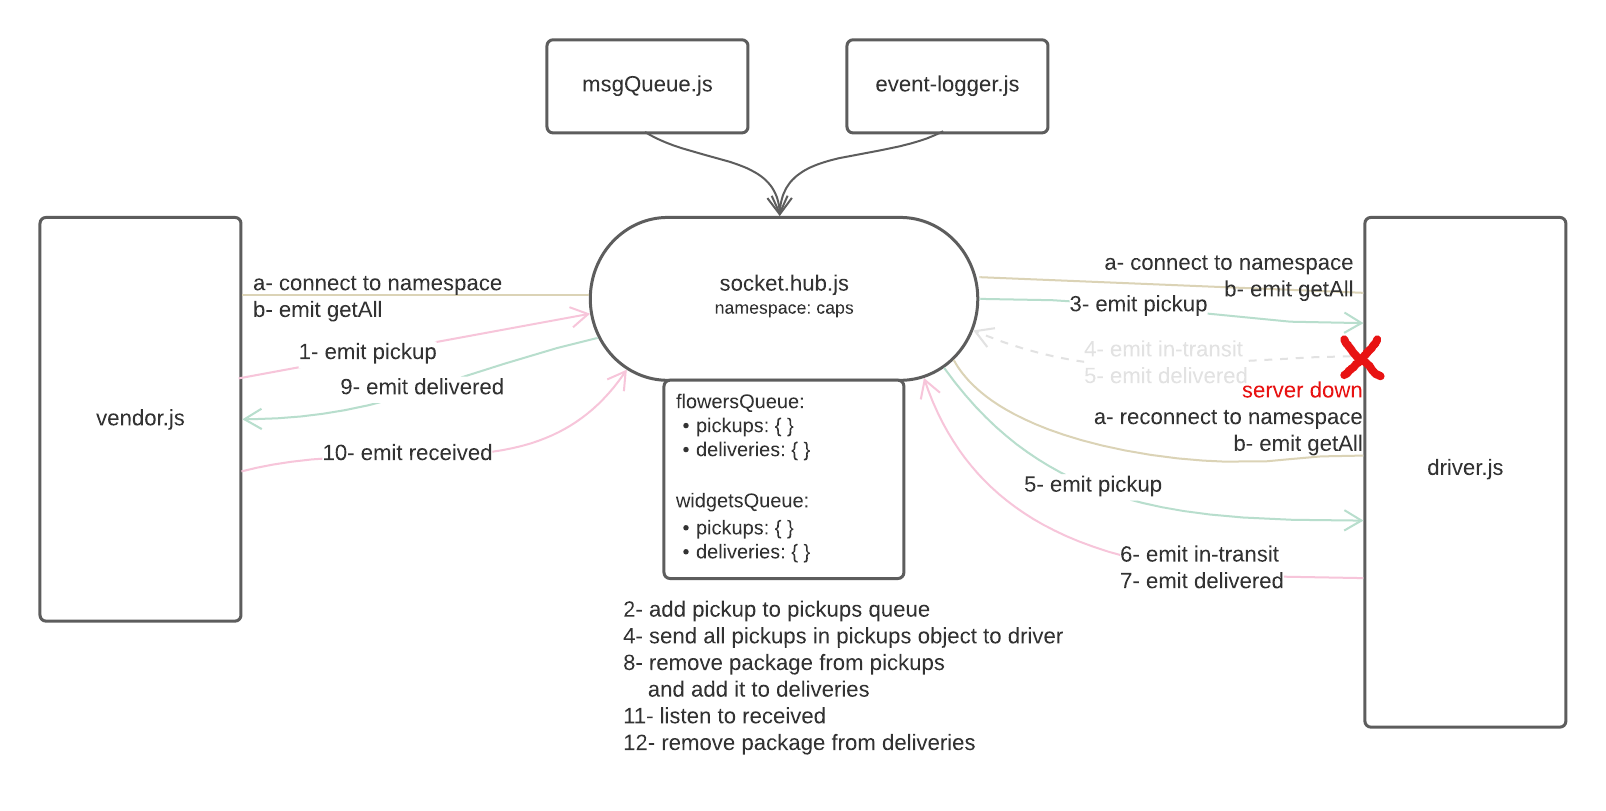 msgQueue.js
event-logger.js
socket.hub.js
namespace: caps
vendor.js
a- connect to namespace
b- emit getAll
1- emit pickup
9- emit delivered
10- emit received
a- connect to namespace
b- emit getAll
3- emit pickup
4- emit in-transit
5- emit delivered
server down
a- reconnect to namespace
b- emit getAll
5- emit pickup
6- emit in-transit
7- emit delivered
driver.js
flowersQueue:
• pickups: { }
• deliveries: { }
widgetsQueue:
• pickups: { }
• deliveries: { }
2- add pickup to pickups queue
4- send all pickups in pickups object to driver
8- remove package from pickups
and add it to deliveries
11- listen to received
12- remove package from deliveries